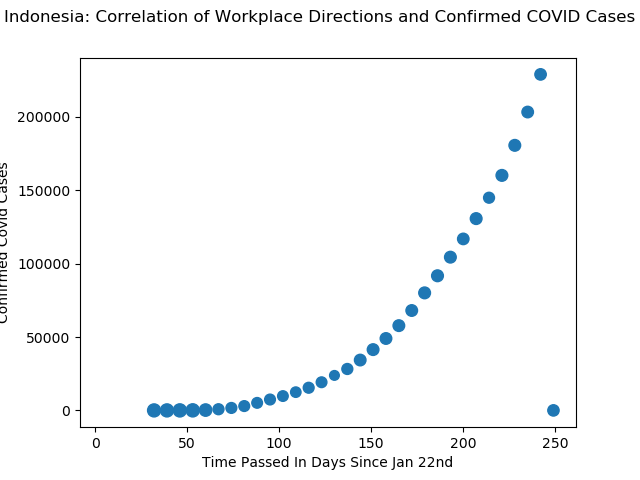 Indonesia: Correlation of Workplace Directions and Confirmed COVID Cases
200000
150000
100000
50000
0
Confirmed Covid Cases
0 50 100 150 200 250
Time Passed In Days Since Jan 22nd